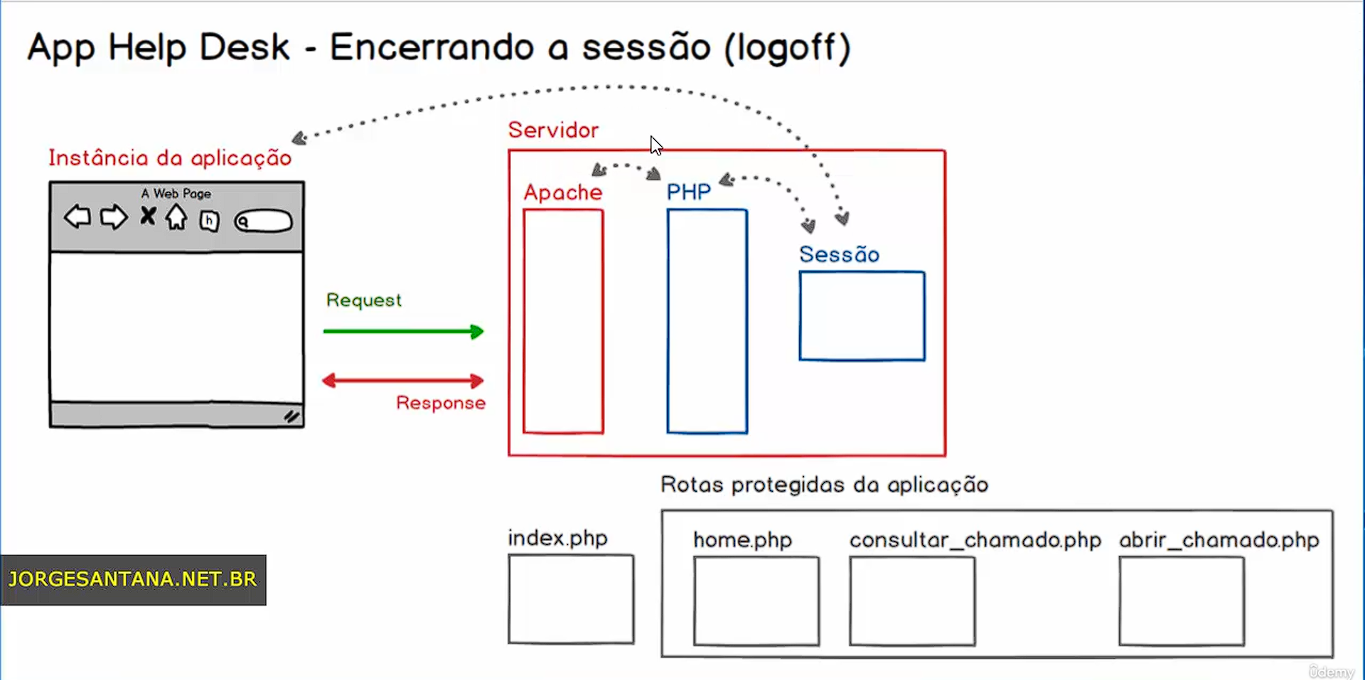 App Help Desk - Encerrando a sessão (logoff)
Servidor
Instância da aplicação
A Web Page
h
Apache
PHP
Sessão
Request
Response
Rotas protegidas da aplicação
index.php
home.php
consultar_chamado.php
abrir_chamado.php
JORGESANTANA.NET.BR
ûdemy